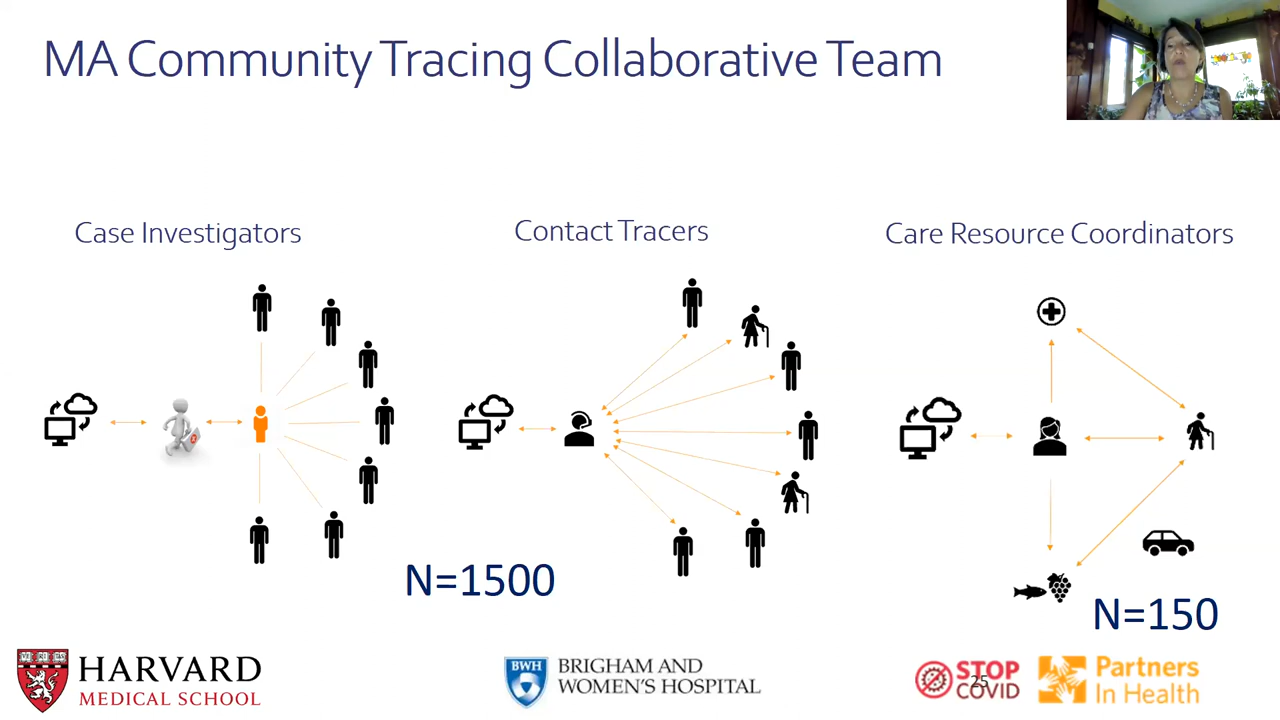 MA Community Tracing Collaborative Team
Case Investigators
Contact Tracers
Care Resource Coordinators
N=1500
N=150
HARVARD
MEDICAL SCHOOL
BWH
BRIGHAM AND
WOMEN'S HOSPITAL
STOP
COVID
25
Partners
In Health